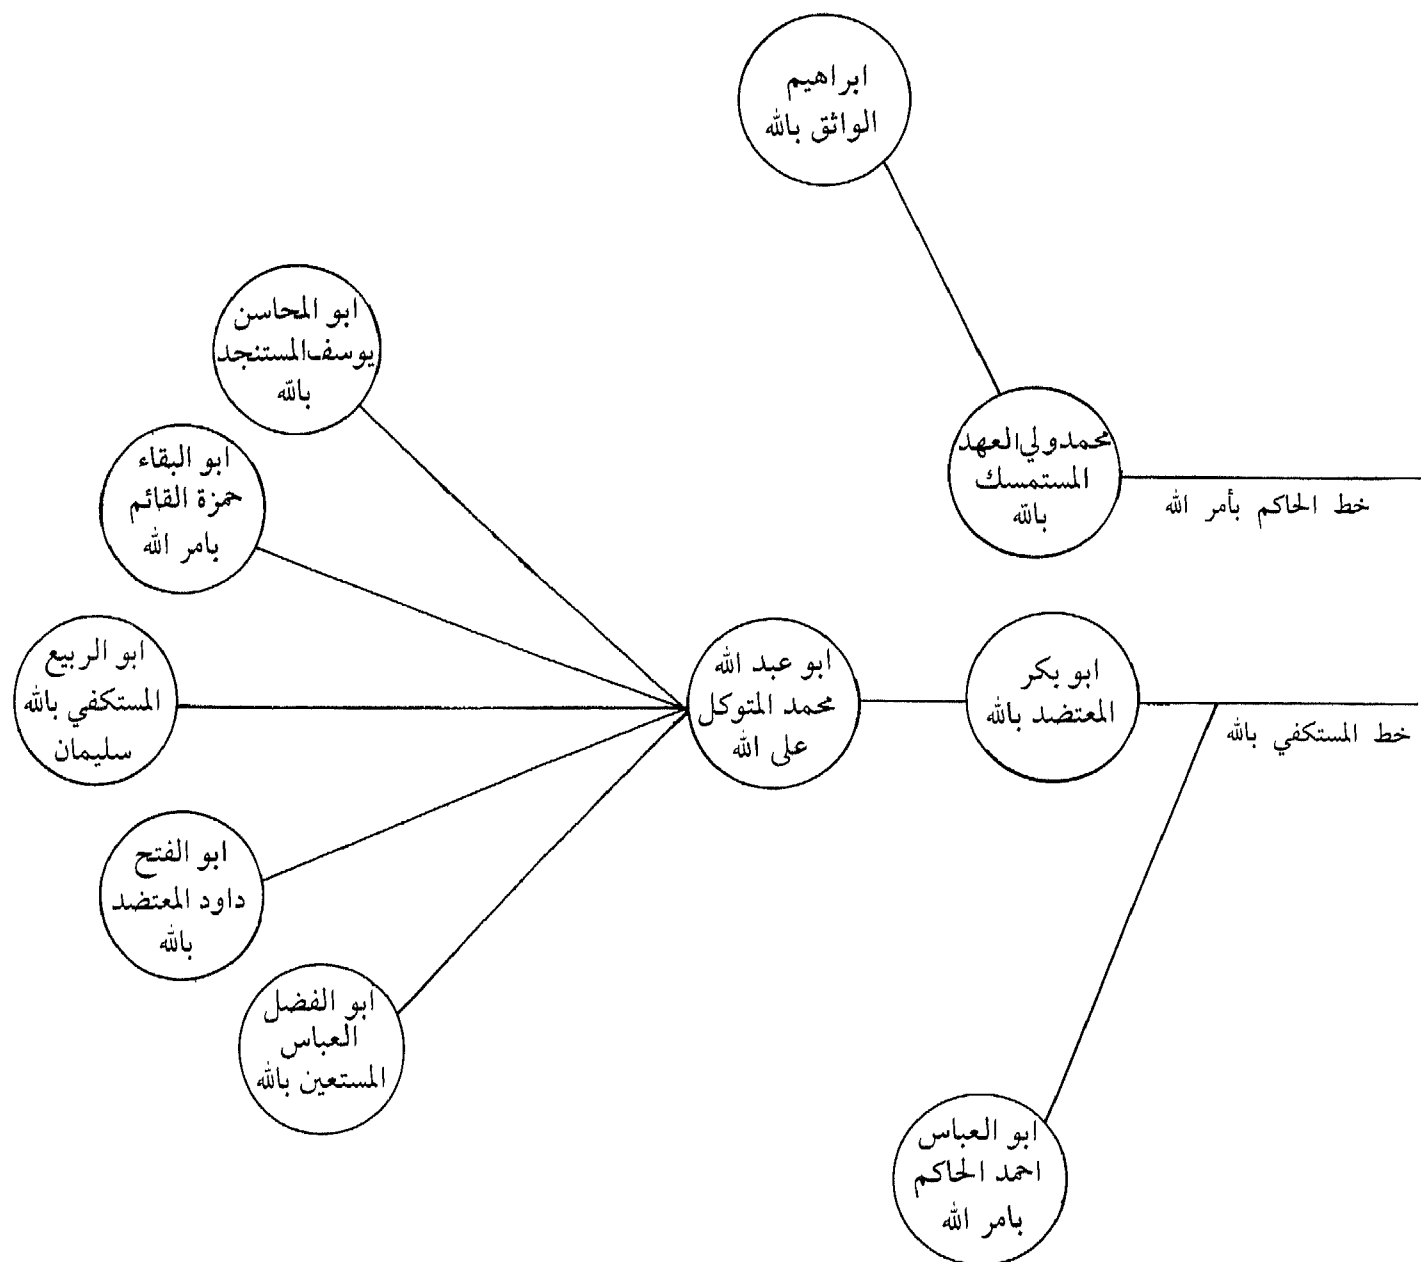 ابراهيم
الواثق بالله
محمد ولي العهد
المستمسك
بالله
خط الحاكم بأمر الله
ابو بكر
المعتضد بالله
خط المستكفي بالله
ابو عبد الله
محمد المتوكل
على الله
ابو المحاسن
يوسف المستنجد
بالله
ابو البقاء
حمزة القائم
بامر الله
ابو الربيع
المستكفي بالله
سليمان
ابو الفتح
داود المعتضد
بالله
ابو الفضل
العباس
المستعين بالله
ابو العباس
احمد الحاكم
بامر الله